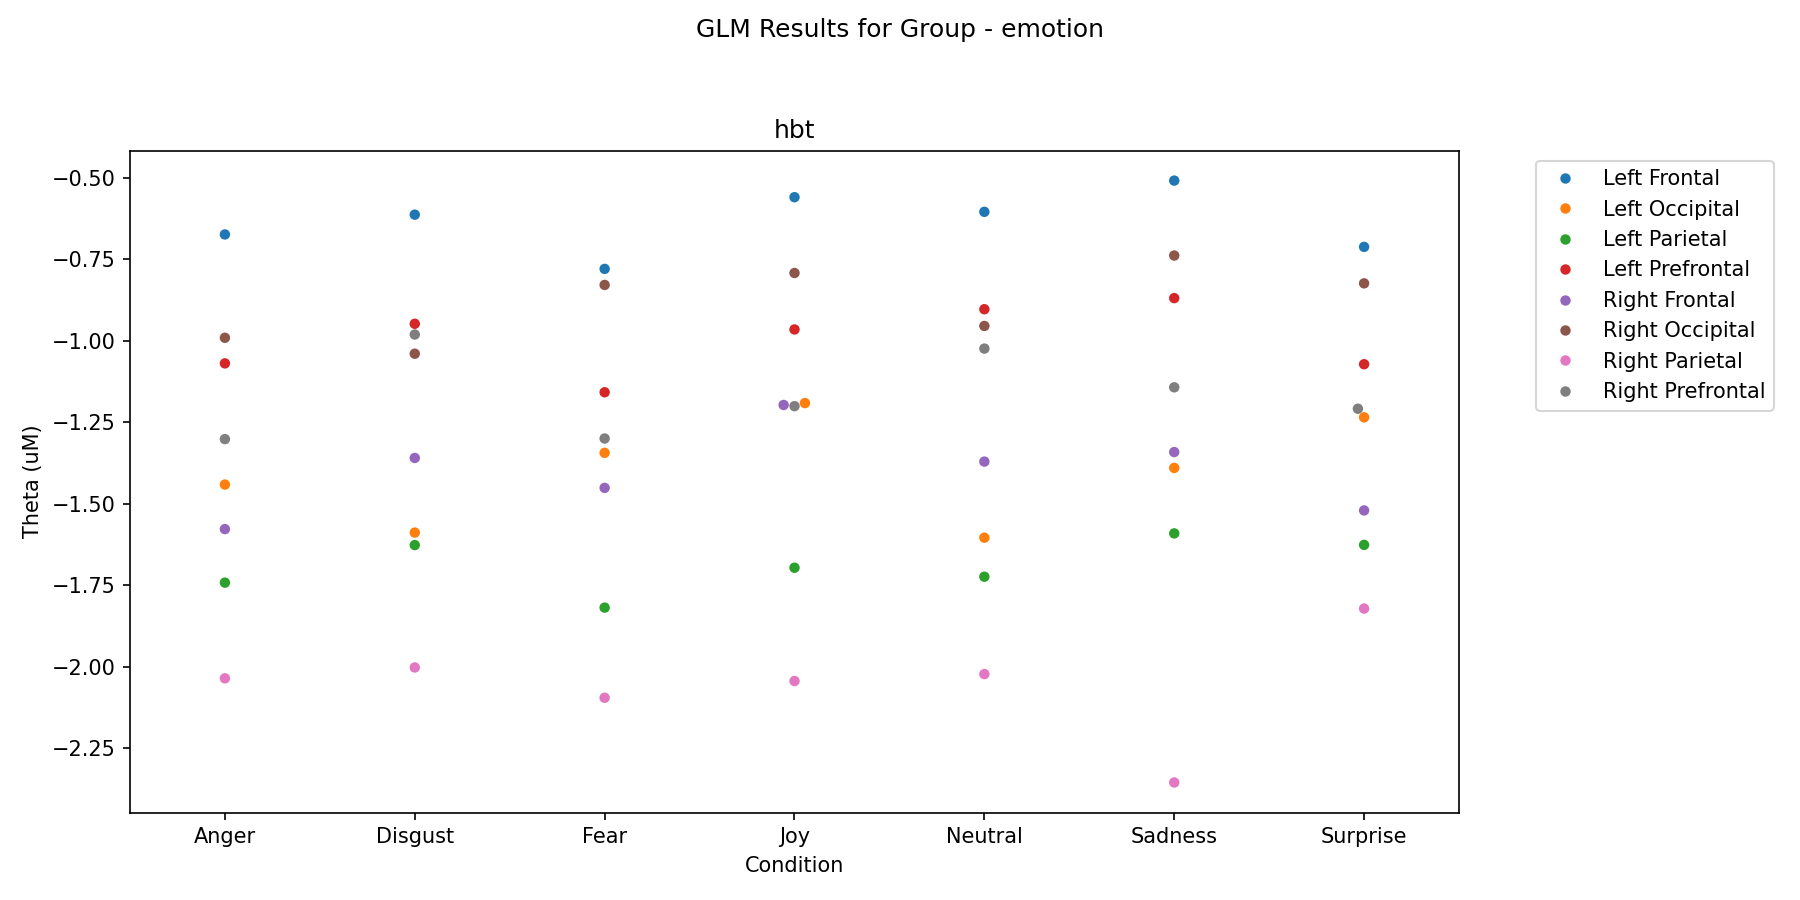 GLM Results for Group - emotion
hbt
Theta (uM)
−0.50
−0.75
−1.00
−1.25
−1.50
−1.75
−2.00
−2.25
Anger
Disgust
Fear
Joy
Neutral
Sadness
Surprise
Condition
Left Frontal
Left Occipital
Left Parietal
Left Prefrontal
Right Frontal
Right Occipital
Right Parietal
Right Prefrontal